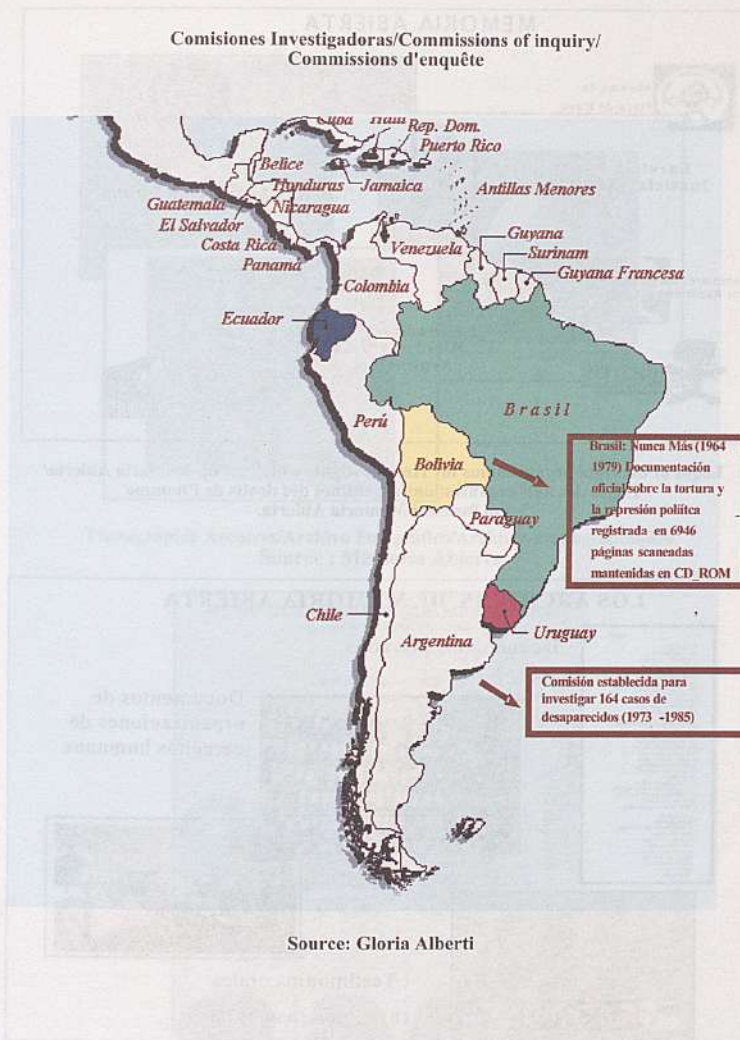 Comisiones Investigadoras/Commissions of inquiry/
Commissions d'enquête
Cuba
Haití
Rep. Dom.
Puerto Rico
Belice
Honduras
Jamaica
Antillas Menores
Guatemala
Nicaragua
El Salvador
Costa Rica
Panama
Venezuela
Guyana
Surinam
Guyana Francesa
Colombia
Ecuador
Brasil
Perú
Bolivia
Brasil: Nunca Más (1964
1979) Documentación
oficial sobre la tortura y
la represión poliítca
registrada en 6946
páginas scaneadas
mantenidas en CD_ROM
Paraguay
Chile
Uruguay
Argentina
Comisión establecida para
investigar 164 casos de
desaparecidos (1973 -1985)
Source: Gloria Alberti